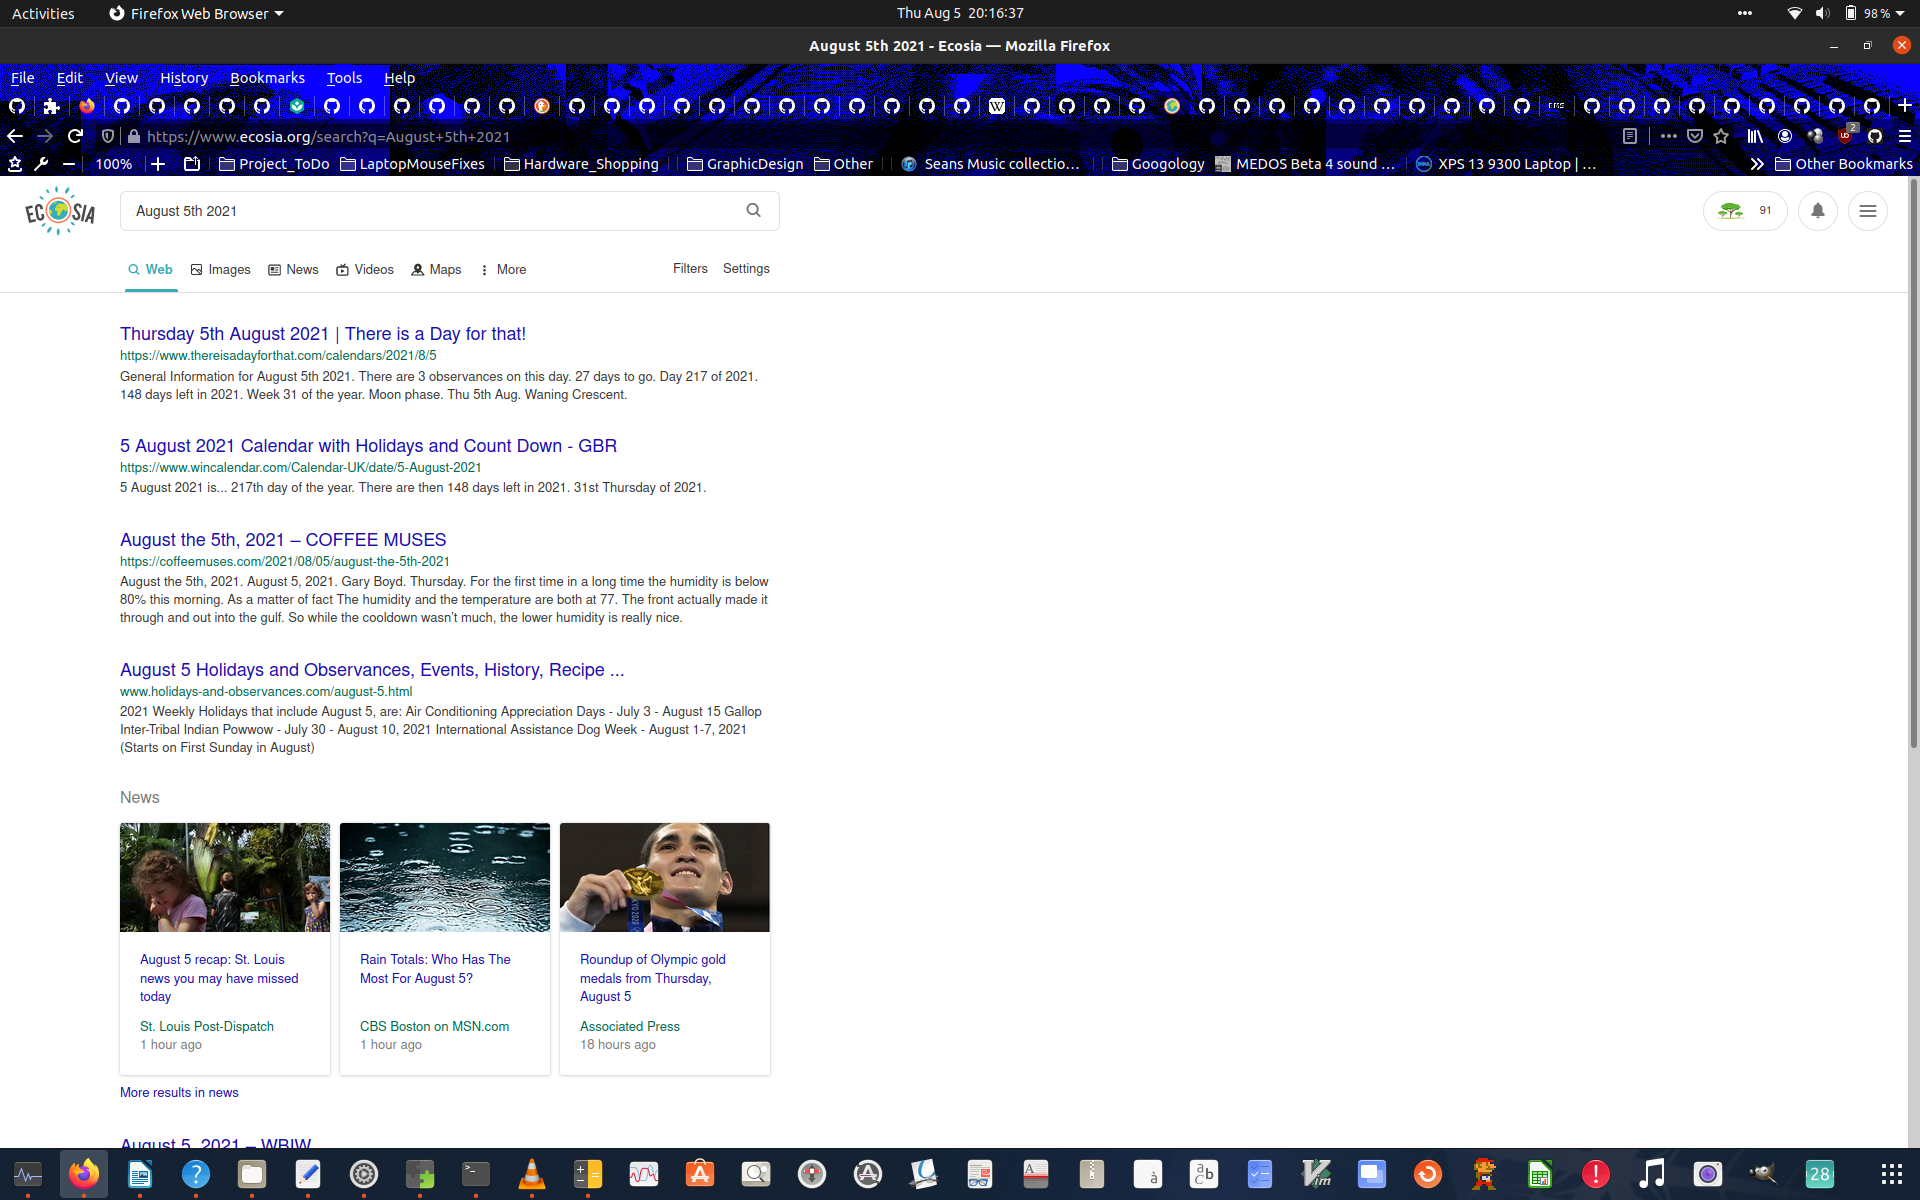 Activities Firefox Web Browser Thu Aug 5 20:16:37 98 %
August 5th 2021 - Ecosia — Mozilla Firefox
File Edit View History Bookmarks Tools Help
https://www.ecosia.org/search?q=August+5th+2021 2
100% Project_ToDo LaptopMouseFixes Hardware_Shopping GraphicDesign Other Seans Music collectio… Googology MEDOS Beta 4 sound … XPS 13 9300 Laptop | … Other Bookmarks
ECOSIA August 5th 2021 91
Web Images News Videos Maps More Filters Settings
Thursday 5th August 2021 | There is a Day for that!
https://www.thereisadayforthat.com/calendars/2021/8/5
General Information for August 5th 2021. There are 3 observances on this day. 27 days to go. Day 217 of 2021.
148 days left in 2021. Week 31 of the year. Moon phase. Thu 5th Aug. Waning Crescent.
5 August 2021 Calendar with Holidays and Count Down - GBR
https://www.wincalendar.com/Calendar-UK/date/5-August-2021
5 August 2021 is... 217th day of the year. There are then 148 days left in 2021. 31st Thursday of 2021.
August the 5th, 2021 – COFFEE MUSES
https://coffeemuses.com/2021/08/05/august-the-5th-2021
August the 5th, 2021. August 5, 2021. Gary Boyd. Thursday. For the first time in a long time the humidity is below
80% this morning. As a matter of fact The humidity and the temperature are both at 77. The front actually made it
through and out into the gulf. So while the cooldown wasn't much, the lower humidity is really nice.
August 5 Holidays and Observances, Events, History, Recipe ...
www.holidays-and-observances.com/august-5.html
2021 Weekly Holidays that include August 5, are: Air Conditioning Appreciation Days - July 3 - August 15 Gallop
Inter-Tribal Indian Powwow - July 30 - August 10, 2021 International Assistance Dog Week - August 1-7, 2021
(Starts on First Sunday in August)
News
August 5 recap: St. Louis
news you may have missed
today
St. Louis Post-Dispatch
1 hour ago
Rain Totals: Who Has The
Most For August 5?
CBS Boston on MSN.com
1 hour ago
Roundup of Olympic gold
medals from Thursday,
August 5
Associated Press
18 hours ago
More results in news
August 5, 2021 – WBIW
28